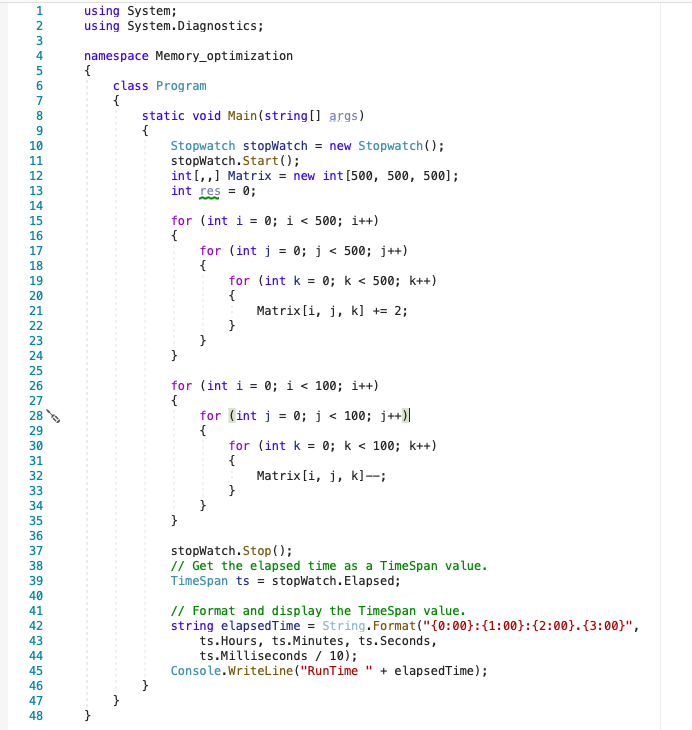 1 using System;
2 using System.Diagnostics;
3
4 namespace Memory_optimization
5 {
6     class Program
7     {
8         static void Main(string[] args)
9         {
10             Stopwatch stopWatch = new Stopwatch();
11             stopWatch.Start();
12             int[,,] Matrix = new int[500, 500, 500];
13             int res = 0;
14
15             for (int i = 0; i < 500; i++)
16             {
17                 for (int j = 0; j < 500; j++)
18                 {
19                     for (int k = 0; k < 500; k++)
20                     {
21                         Matrix[i, j, k] += 2;
22                     }
23                 }
24             }
25
26             for (int i = 0; i < 100; i++)
27             {
28                 for (int j = 0; j < 100; j++)
29                 {
30                     for (int k = 0; k < 100; k++)
31                     {
32                         Matrix[i, j, k]--;
33                     }
34                 }
35             }
36
37             stopWatch.Stop();
38             // Get the elapsed time as a TimeSpan value.
39             TimeSpan ts = stopWatch.Elapsed;
40
41             // Format and display the TimeSpan value.
42             string elapsedTime = String.Format("{0:00}:{1:00}:{2:00}.{3:00}",
43                 ts.Hours, ts.Minutes, ts.Seconds,
44                 ts.Milliseconds / 10);
45             Console.WriteLine("RunTime " + elapsedTime);
46         }
47     }
48 }